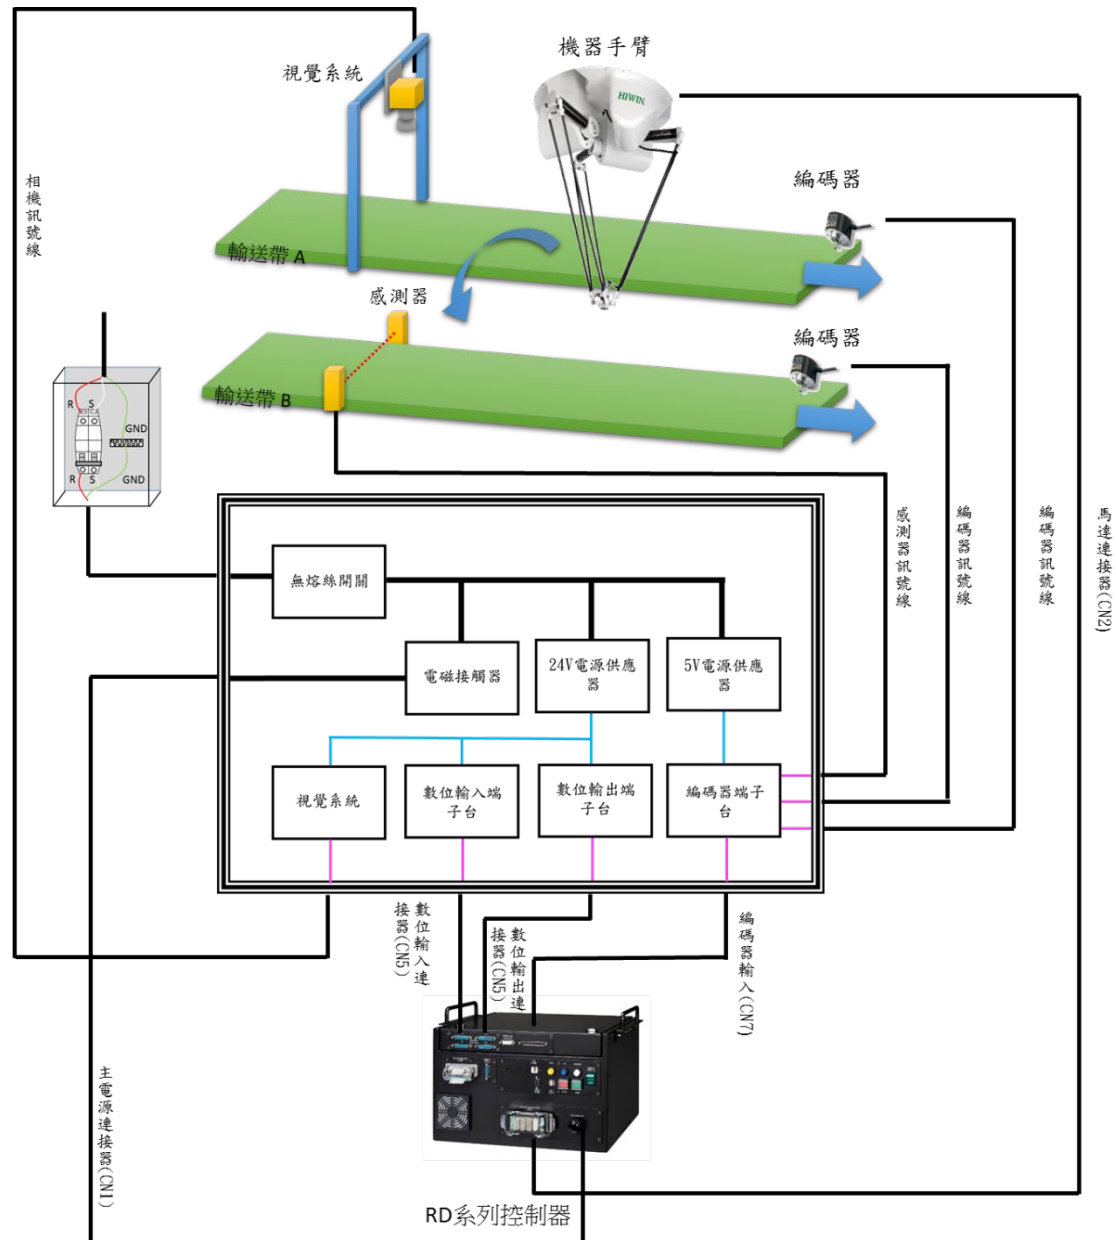 機器手臂
視覺系統
HIWIN
編碼器
相機訊號線
輸送帶 A
感測器
編碼器
輸送帶 B
R
S
GND
R
S
GND
感測器訊號線
編碼器訊號線
編碼器訊號線
馬達連接器(CN2)
無熔絲開關
電磁接觸器
24V電源供應
器
5V電源供應
器
視覺系統
數位輸入端
子台
數位輸出端
子台
編碼器端子
台
數位輸入連
接器(CN5)
數位輸出連
接器(CN5)
編碼器輸入(CN7)
主電源連接器(CN1)
RD系列控制器